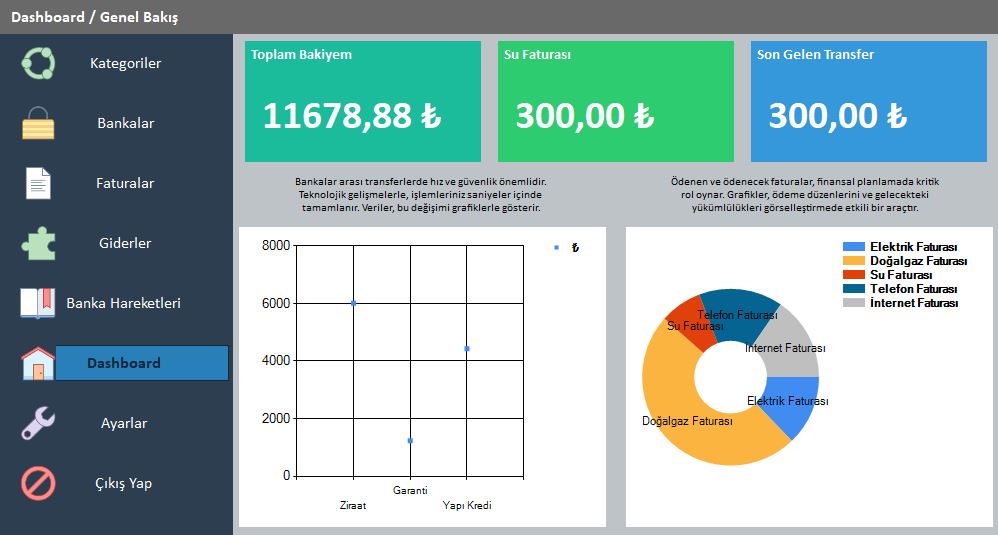 Dashboard / Genel Bakış
Kategoriler
Bankalar
Faturalar
Giderler
Banka Hareketleri
Dashboard
Ayarlar
Çıkış Yap
Toplam Bakiyem
11678,88 ₺
Su Faturası
300,00 ₺
Son Gelen Transfer
300,00 ₺
Bankalar arası transferlerde hız ve güvenlik önemlidir.
Teknolojik gelişmelerle, işlemleriniz saniyeler içinde
tamamlanır. Veriler, bu değişimi grafiklerle gösterir.
Ödenen ve ödenecek faturalar, finansal planlamada kritik
rol oynar. Grafikler, ödeme düzenlerini ve gelecekteki
yükümlülükleri görselleştirmede etkili bir araçtır.
8000
6000
4000
2000
0
Ziraat
Garanti
Yapı Kredi
₺
Elektrik Faturası
Doğalgaz Faturası
Su Faturası
Telefon Faturası
İnternet Faturası
Telefon Faturası
Su Faturası
İnternet Faturası
Elektrik Faturası
Doğalgaz Faturası